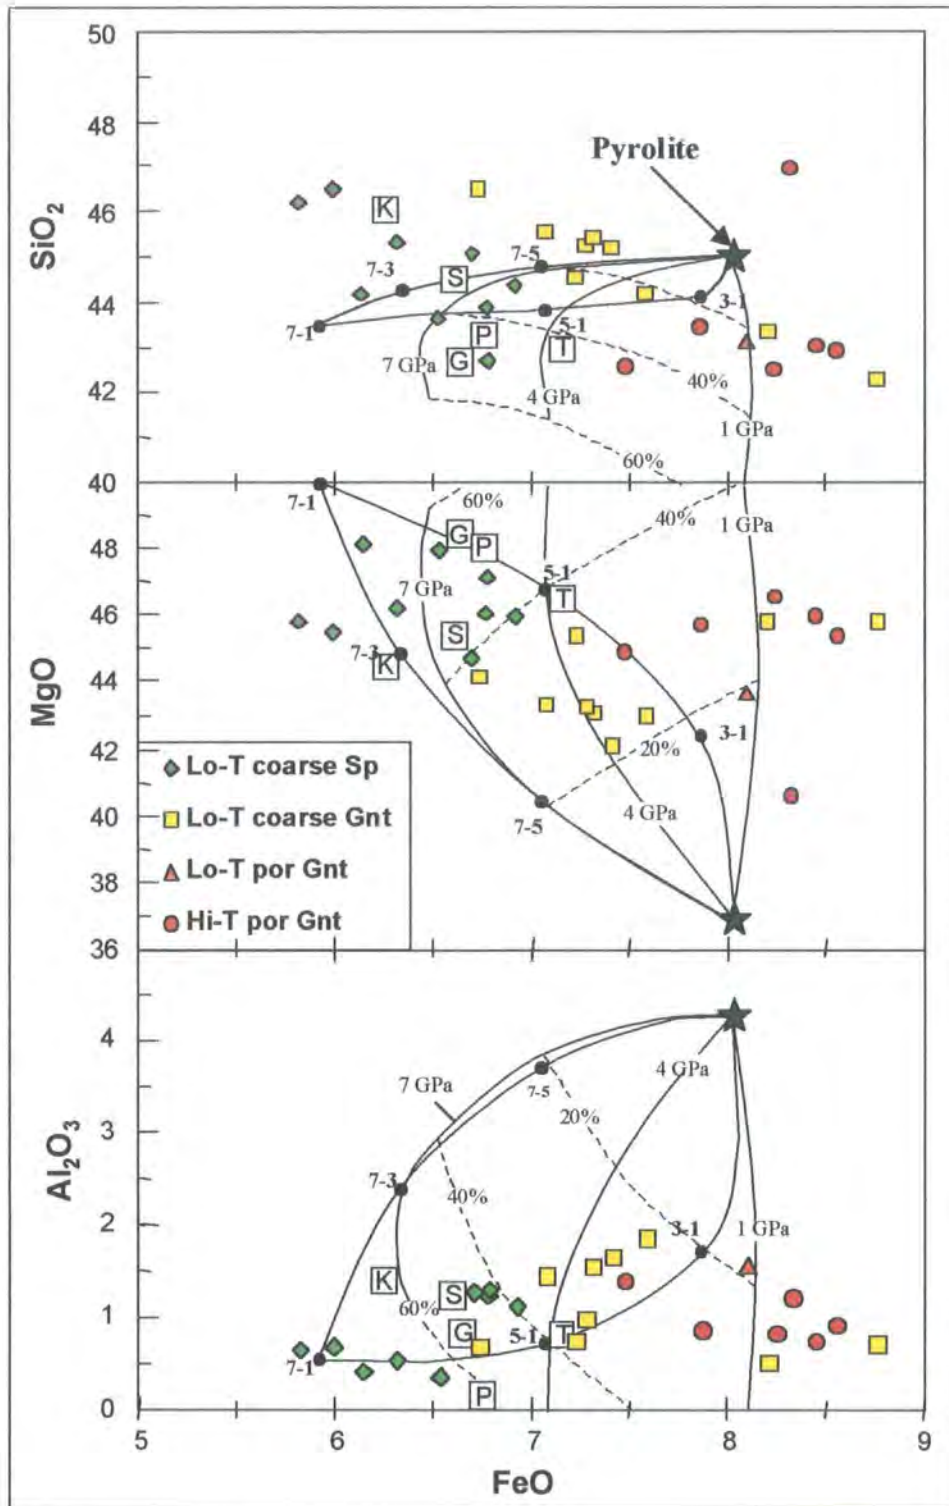 50
48
46
44
42
40
SiO2
Pyrolite
K
7-3
S
7-5
7-1
P
G
5-1
T
3-1
7 GPa
4 GPa
40%
1 GPa
60%
7-1
60%
40%
1 GPa
G
P
5-1
T
7 GPa
S
7-3
K
3-1
20%
4 GPa
7-5
48
46
44
42
40
38
36
MgO
Lo-T coarse Sp
Lo-T coarse Gnt
Lo-T por Gnt
Hi-T por Gnt
4
3
2
1
0
Al2O3
7 GPa
7-5
4 GPa
20%
7-3
40%
3-1
1 GPa
K
S
60%
G
5-1
T
7-1
P
5
6
7
8
9
FeO